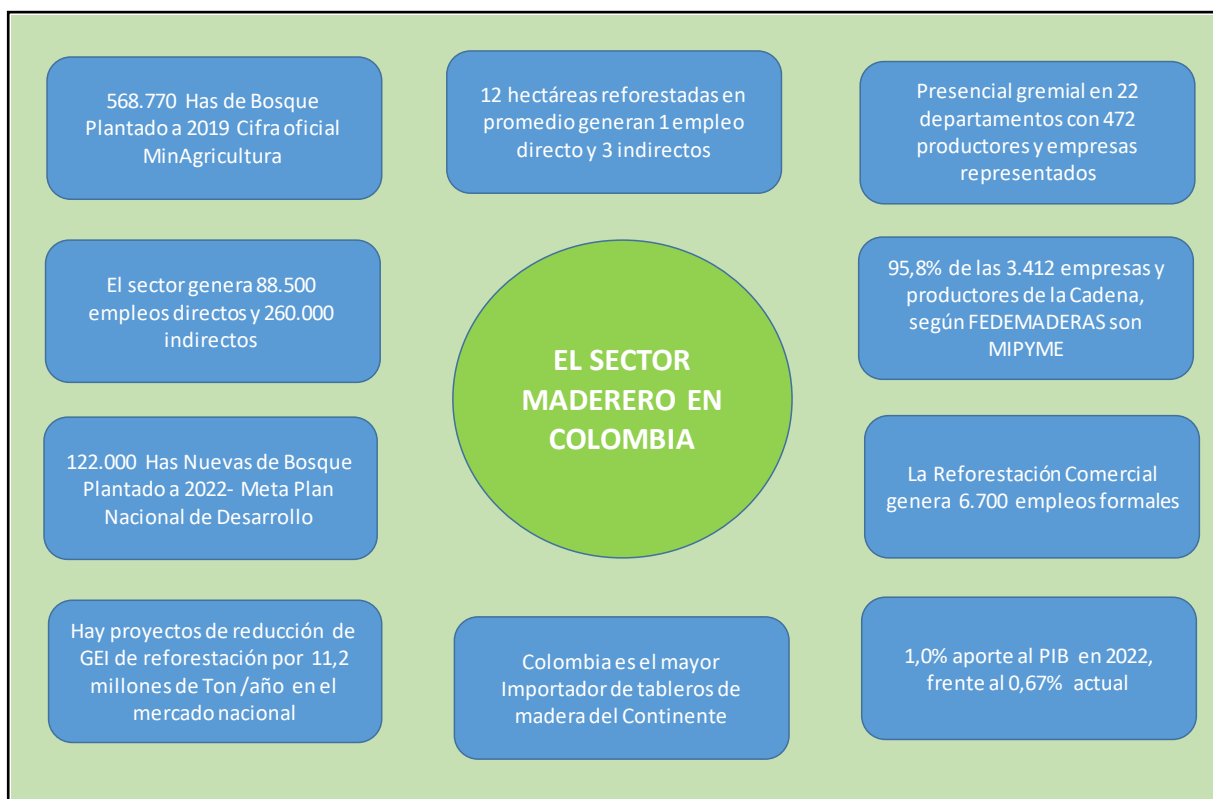 568.770 Has de Bosque
Plantado a 2019 Cifra oficial
MinAgricultura
12 hectáreas reforestadas en
promedio generan 1 empleo
directo y 3 indirectos
Presencial gremial en 22
departamentos con 472
productores y empresas
representados
El sector genera 88.500
empleos directos y 260.000
indirectos
EL SECTOR
MADERERO EN
COLOMBIA
95,8% de las 3.412 empresas y
productores de la Cadena,
según FEDEMADERAS son
MIPYME
122.000 Has Nuevas de Bosque
Plantado a 2022- Meta Plan
Nacional de Desarrollo
La Reforestación Comercial
genera 6.700 empleos formales
Hay proyectos de reducción de
GEI de reforestación por 11,2
millones de Ton /año en el
mercado nacional
Colombia es el mayor
Importador de tableros de
madera del Continente
1,0% aporte al PIB en 2022,
frente al 0,67% actual